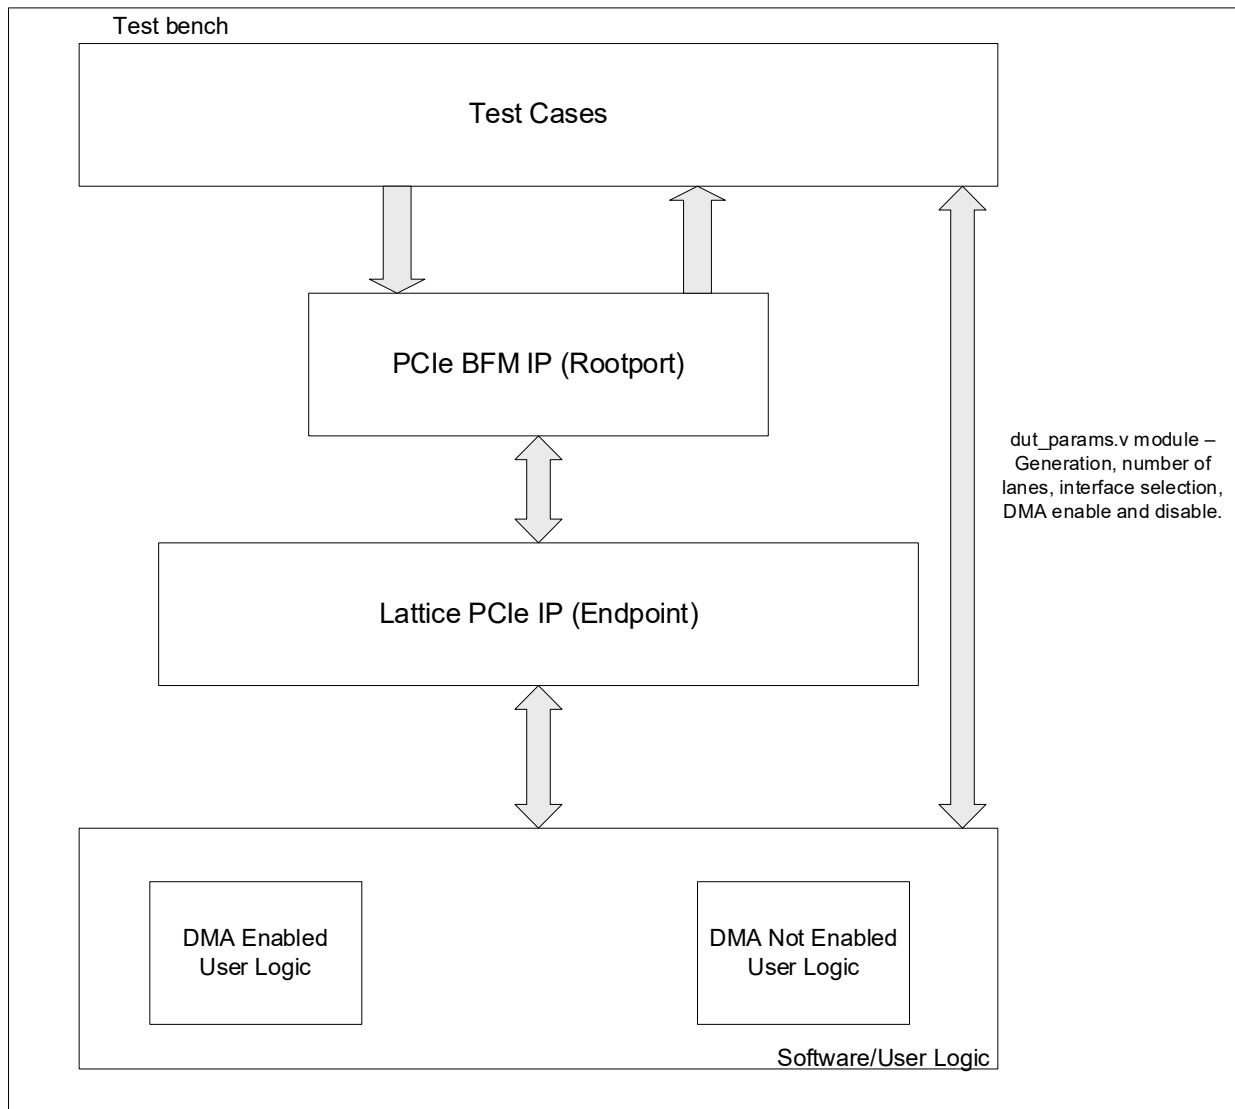 Test bench
Test Cases
PCIe BFM IP (Rootport)
dut_params.v module –
Generation, number of
lanes, interface selection,
DMA enable and disable.
Lattice PCIe IP (Endpoint)
DMA Enabled
User Logic
DMA Not Enabled
User Logic
Software/User Logic